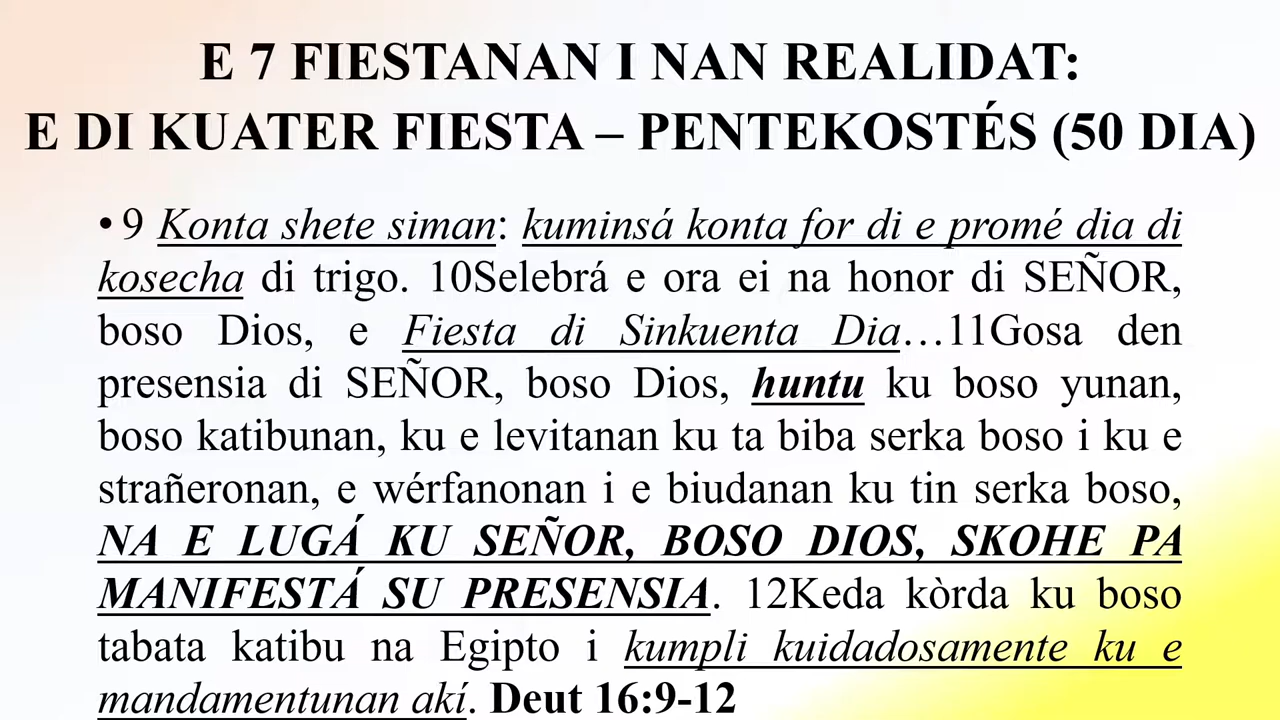 E 7 FIESTANAN I NAN REALIDAT:
E DI KUATER FIESTA – PENTEKOSTÉS (50 DIA)
• 9 Konta shete siman: kuminsá konta for di e promé dia di
kosecha di trigo. 10Selebrá e ora ei na honor di SEÑOR,
boso Dios, e Fiesta di Sinkuenta Dia…11Gosa den
presensia di SEÑOR, boso Dios, huntu ku boso yunan,
boso katibunan, ku e levitanan ku ta biba serka boso i ku e
strañeronan, e wérfanonan i e biudanan ku tin serka boso,
NA E LUGÁ KU SEÑOR, BOSO DIOS, SKOHE PA
MANIFESTÁ SU PRESENSIA. 12Keda kòrda ku boso
tabata katibu na Egipto i kumpli kuidadosamente ku e
mandamentunan akí. Deut 16:9-12